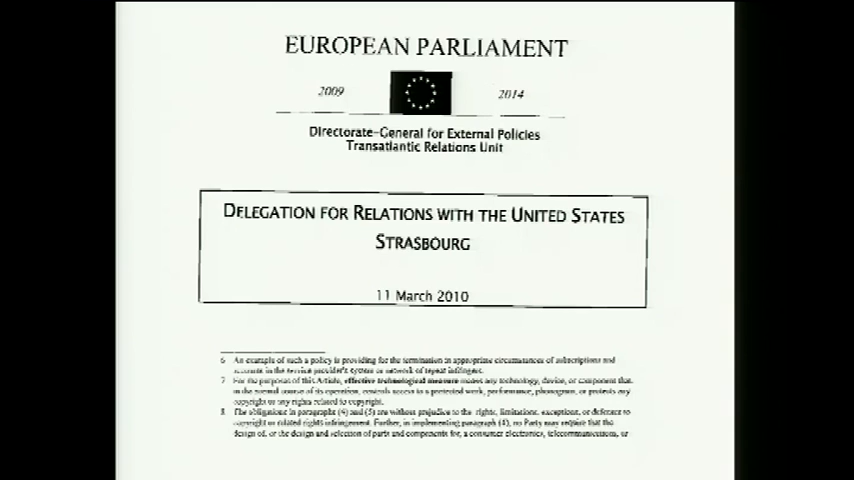 EUROPEAN PARLIAMENT
2009
2014
Directorate-General for External Policies
Transatlantic Relations Unit
DELEGATION FOR RELATIONS WITH THE UNITED STATES
STRASBOURG
11 March 2010
6 An example of such a policy is providing for the termination in appropriate circumstances of subscriptions and
accounts in the service provider's system or network of repeat infringers.
7 For the purposes of this Article, effective technological measure means any technology, device, or component that,
in the normal course of its operation, controls access to a protected work, performance, phonogram, or protects any
copyright or any rights related to copyright.
8 The obligations in paragraphs (4) and (5) are without prejudice to the rights, limitations, exceptions, or defences to
copyright or related rights infringement. Further, in implementing paragraph (4), no Party may require that the
design of, or the design and selection of parts and components for, a consumer electronics, telecommunications, or